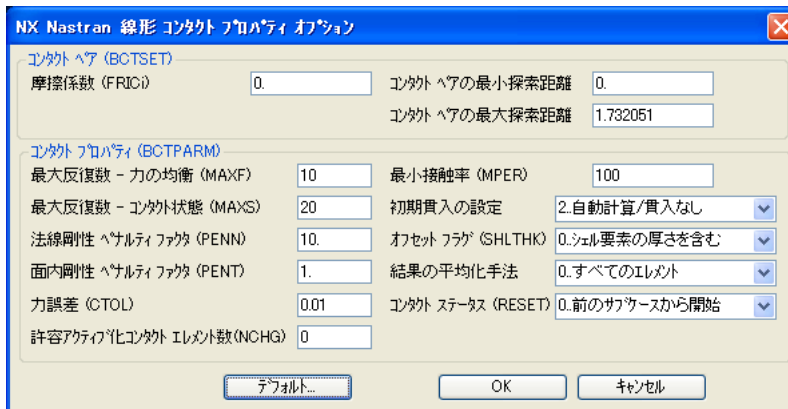 NX Nastran 線形 コンタクト プロパティ オプション
コンタクト ペア (BCTSET)
摩擦係数 (FRICi) 0. コンタクト ペアの最小探索距離 0.
コンタクト ペアの最大探索距離 1.732051
コンタクト プロパティ (BCTPARM)
最大反復数 - 力の均衡 (MAXF) 10 最小接触率 (MPER) 100
最大反復数 - コンタクト状態 (MAXS) 20 初期貫入の設定 2..自動計算/貫入なし
法線剛性 ペナルティ ファクタ (PENN) 10. オフセット フラグ (SHLTHK) 0..シェル要素の厚さを含む
面内剛性 ペナルティ ファクタ (PENT) 1. 結果の平均化手法 0..すべてのエレメント
力誤差 (CTOL) 0.01 コンタクト ステータス (RESET) 0..前のサブケースから開始
許容アクティブ化コンタクト エレメント数(NCHG) 0
デフォルト... OK キャンセル